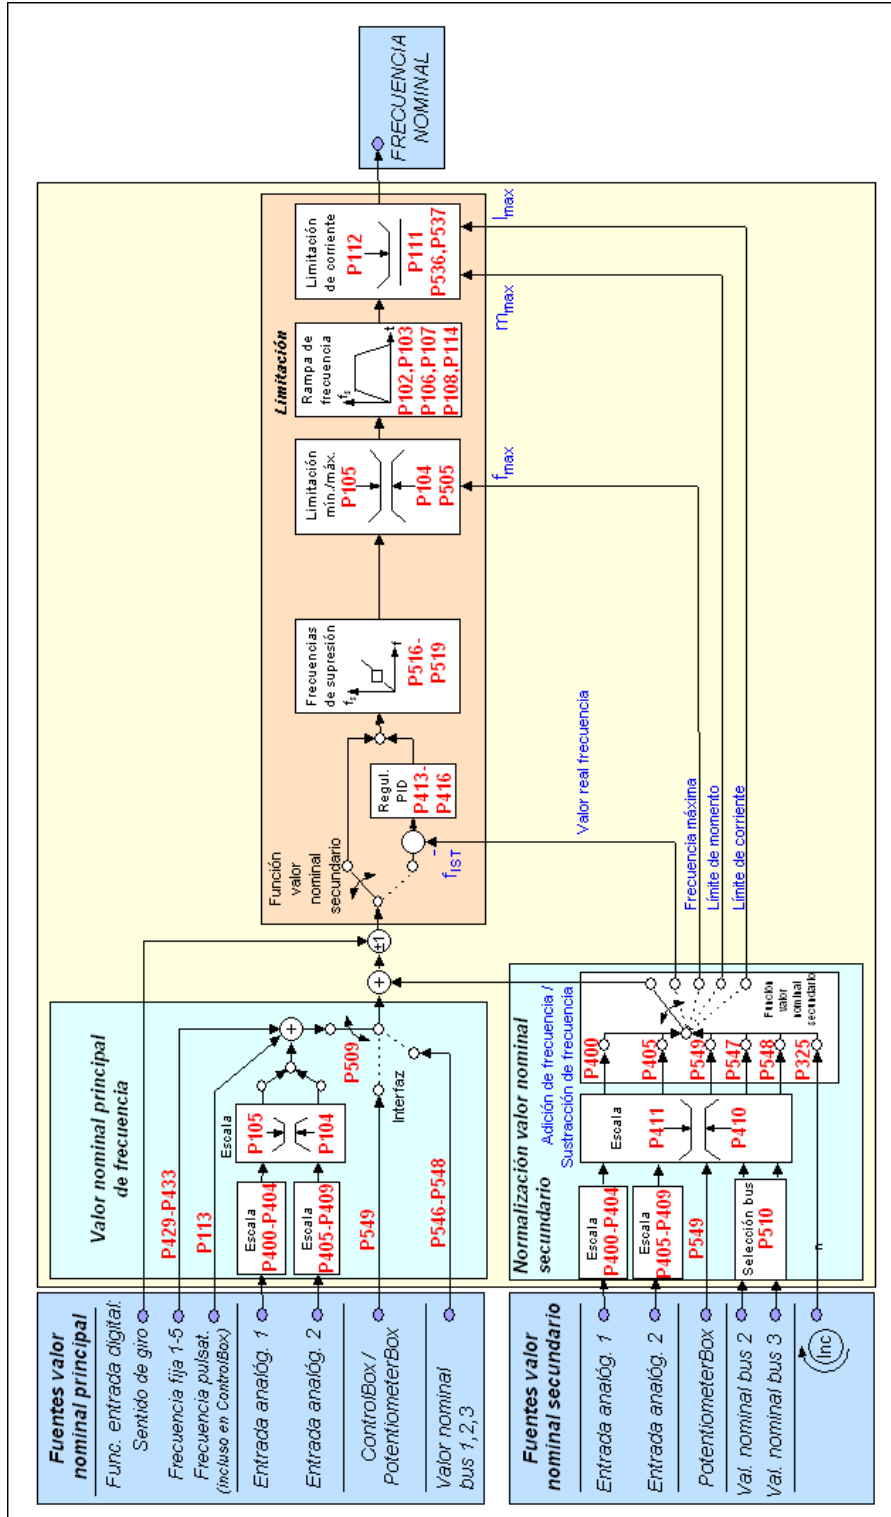 Fuentes valor
nominal principal
Func. entrada digital:
Sentido de giro
Frecuencia fija 1-5
Frecuencia pulsat.
(incluso en ControlBox)
Entrada analóg. 1
Entrada analóg. 2
ControlBox /
PotentiometerBox
Valor nominal
bus 1,2,3
Valor nominal principal
de frecuencia
P429-P433
P113
Escala
P400-P404
Escala
P405-P409
Escala
P105
P104
P549
P546-P548
P509
Interfaz
+
+
±1
Función
valor
nominal
secundario
Regul.
PID
P413-
P416
-
fIST
Frecuencias
de supresión
fs
f
P516-
P519
Limitación
Limitación
mín./máx.
P105
P104
P505
Rampa de
frecuencia
fs
t
P102,P103
P106,P107
P108,P114
Limitación
de corriente
P112
P111
P536,P537
FRECUENCIA
NOMINAL
fmax
mmax
Imax
Valor real frecuencia
Frecuencia máxima
Límite de momento
Límite de corriente
Fuentes valor
nominal secundario
Entrada analóg. 1
Entrada analóg. 2
PotentiometerBox
Val. nominal bus 2
Val. nominal bus 3
Inc
Normalización valor nominal
secundario
Adición de frecuencia /
Sustracción de frecuencia
Escala
P400-P404
Escala
P405-P409
P549
Selección bus
P510
n
Escala
P411
P410
P400
P405
P549
P547
P548
P325
Función
valor
nominal
secundario